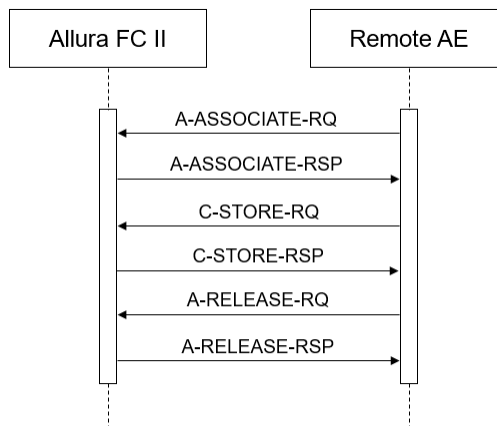 Allura FC II
Remote AE
A-ASSOCIATE-RQ
A-ASSOCIATE-RSP
C-STORE-RQ
C-STORE-RSP
A-RELEASE-RQ
A-RELEASE-RSP